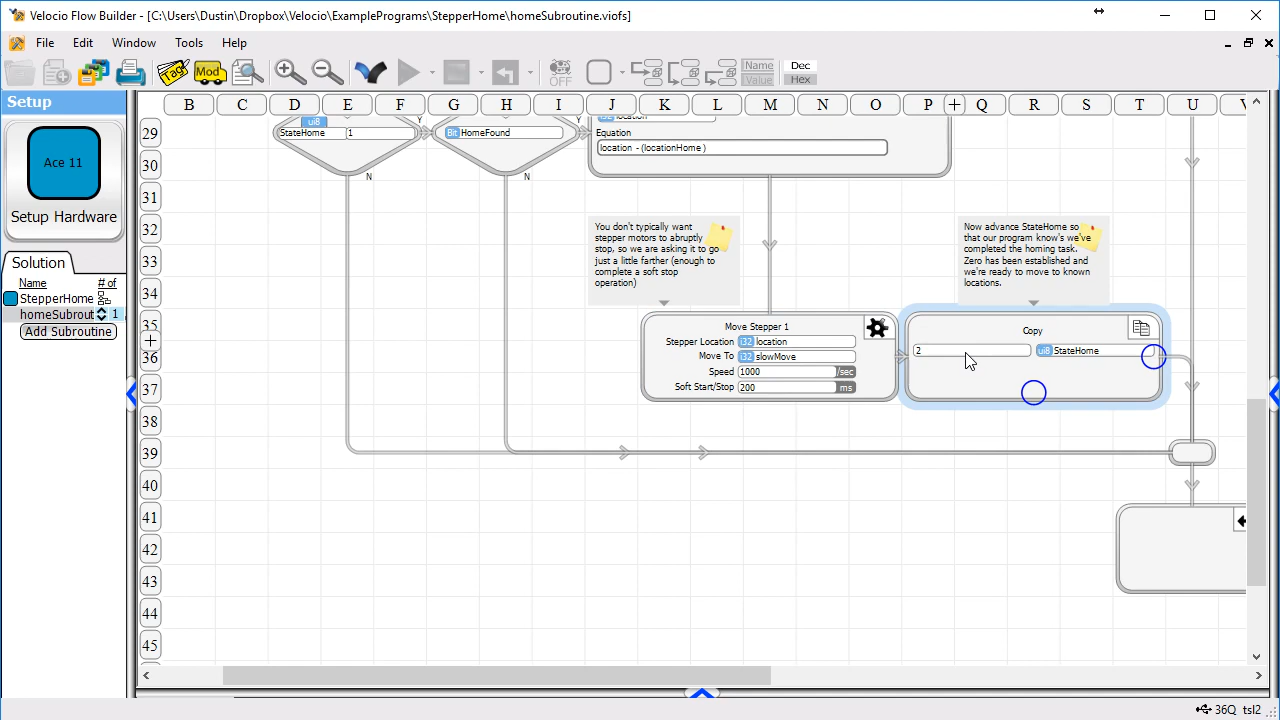 Velocio Flow Builder - [C:\Users\Dustin\Dropbox\Velocio\ExamplePrograms\StepperHome\homeSubroutine.viofs]
File Edit Window Tools Help
Tag Mod OFF Name Value Dec Hex
Setup
B C D E F G H I J K L M N O P Q R S T U
Ace 11
Setup Hardware
Solution
Name # of
StepperHome
homeSubrout 1
Add Subroutine
29
30
31
32
33
34
35
36
37
38
39
40
41
42
43
44
45
ui8
StateHome 1
Y
N
Bit HomeFound
Y
N
i32 location
Equation
location - (locationHome )
You don't typically want
stepper motors to abruptly
stop, so we are asking it to go
just a little farther (enough to
complete a soft stop
operation)
Now advance StateHome so
that our program know's we've
completed the homing task.
Zero has been established and
we're ready to move to known
locations.
Move Stepper 1
Stepper Location i32 location
Move To i32 slowMove
Speed 1000 /sec
Soft Start/Stop 200 ms
Copy
2 ui8 StateHome
36Q tsl2